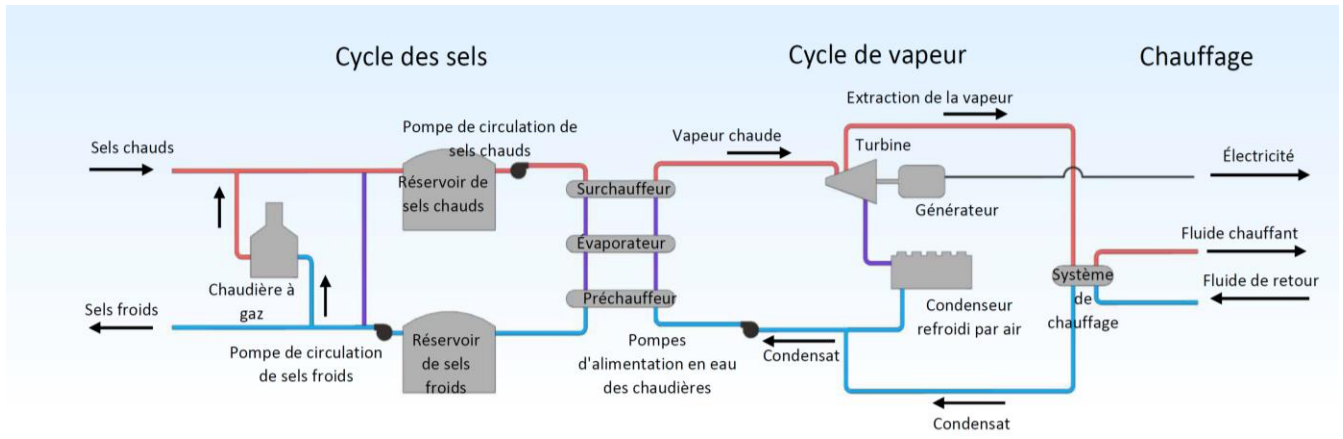 Cycle des sels
Cycle de vapeur
Chauffage
Extraction de la vapeur
Pompe de circulation de
sels chauds
Vapeur chaude
Turbine
Sels chauds
Électricité
Réservoir de
sels chauds
Surchauffeur
Générateur
Évaporateur
Fluide chauffant
Chaudière à
gaz
Préchauffeur
Système
de
chauffage
Fluide de retour
Sels froids
Condenseur
refroidi par air
Pompe de circulation
de sels froids
Réservoir
de sels
froids
Pompes
d'alimentation en eau
des chaudières
Condensat
Condensat